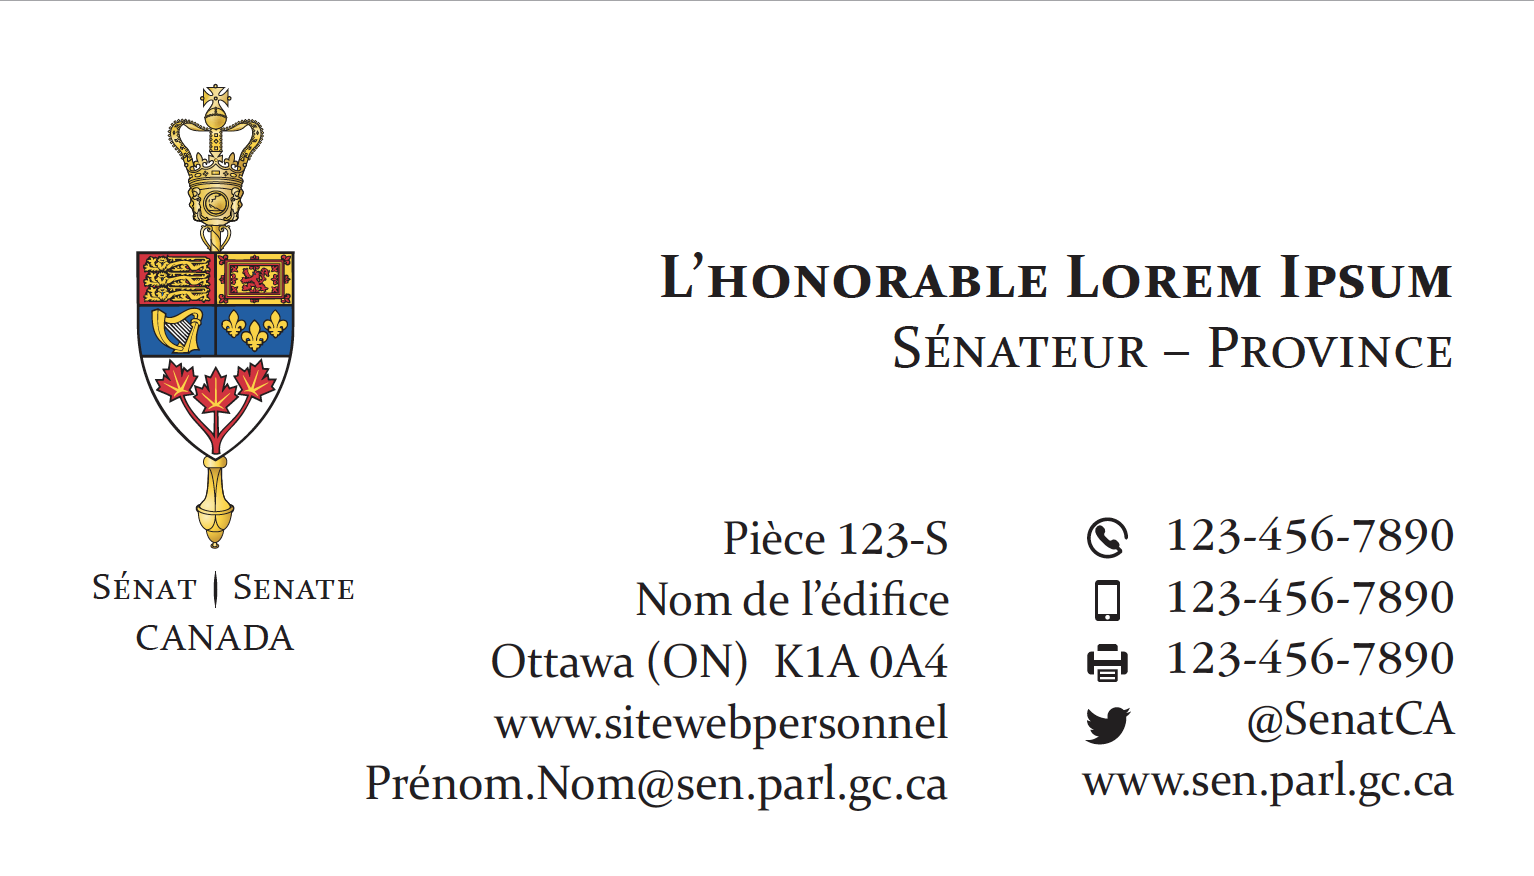 L’honorable Lorem Ipsum
Sénateur – Province
Sénat | Senate
CANADA
Pièce 123-S
Nom de l’édifice
Ottawa (ON)  K1A 0A4
www.sitewebpersonnel
Prénom.Nom@sen.parl.gc.ca
123-456-7890
123-456-7890
123-456-7890
@SenatCA
www.sen.parl.gc.ca